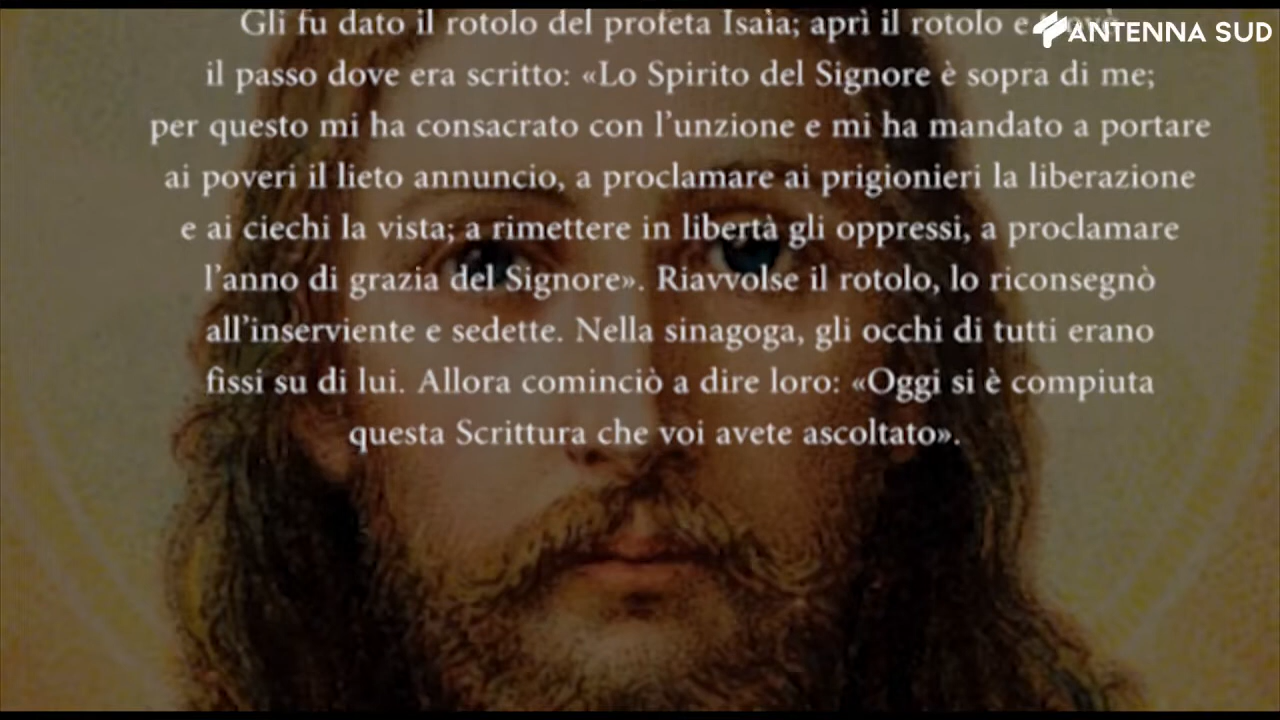 Gli fu dato il rotolo del profeta Isaìa; aprì il rotolo e
ANTENNA SUD
il passo dove era scritto: «Lo Spirito del Signore è sopra di me;
per questo mi ha consacrato con l’unzione e mi ha mandato a portare
ai poveri il lieto annuncio, a proclamare ai prigionieri la liberazione
e ai ciechi la vista; a rimettere in libertà gli oppressi, a proclamare
l’anno di grazia del Signore». Riavvolse il rotolo, lo riconsegnò
all’inserviente e sedette. Nella sinagoga, gli occhi di tutti erano
fissi su di lui. Allora cominciò a dire loro: «Oggi si è compiuta
questa Scrittura che voi avete ascoltato».